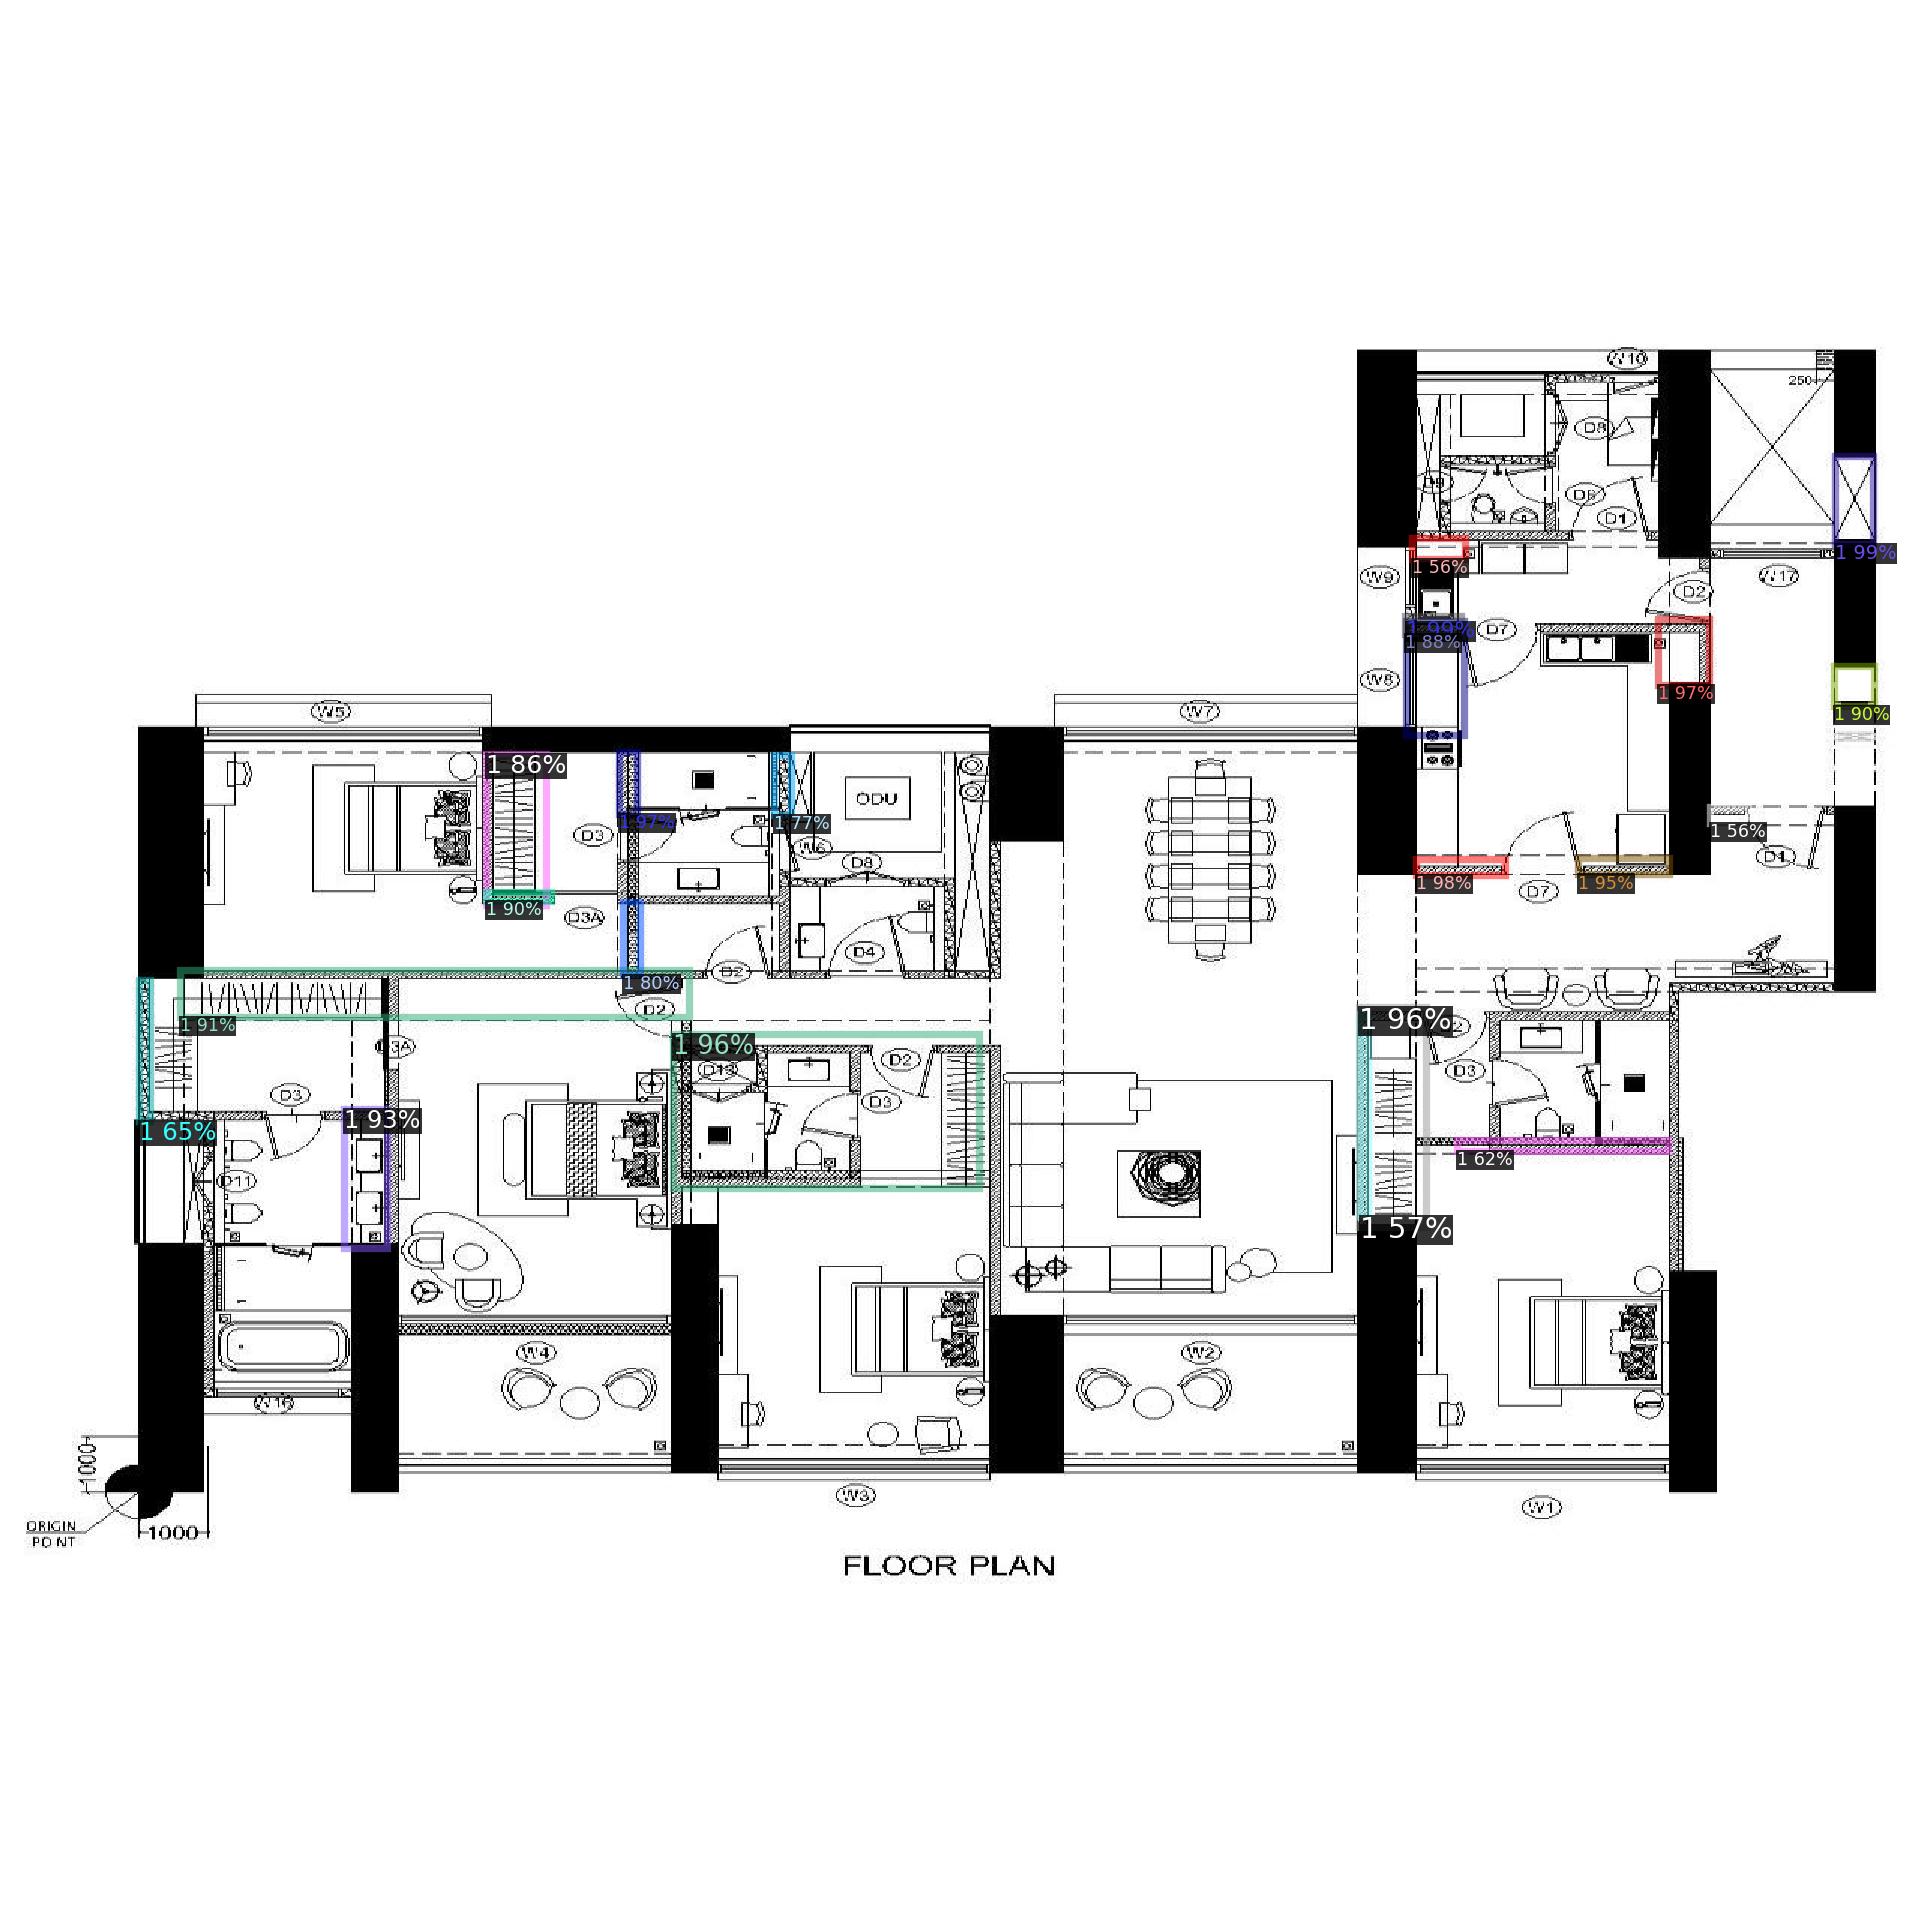 W10
250
D8
D9
D6
D1
1 99%
1 56%
W9
W17
D2
1 99%
1 88%
D7
W8
1 97%
W5
W7
1 90%
1 86%
1 97%
1 77%
ODU
D3
W6
D8
1 56%
D4
1 98%
1 95%
D7
1 90%
D3A
D4
D2
1 80%
D2
1 91%
1 96%
D3A
1 96%
D2
D3
D3
D3
1 93%
1 65%
1 62%
D11
1 57%
W4
W2
W16
1000
W3
W1
ORIGIN
1000
FLOOR PLAN